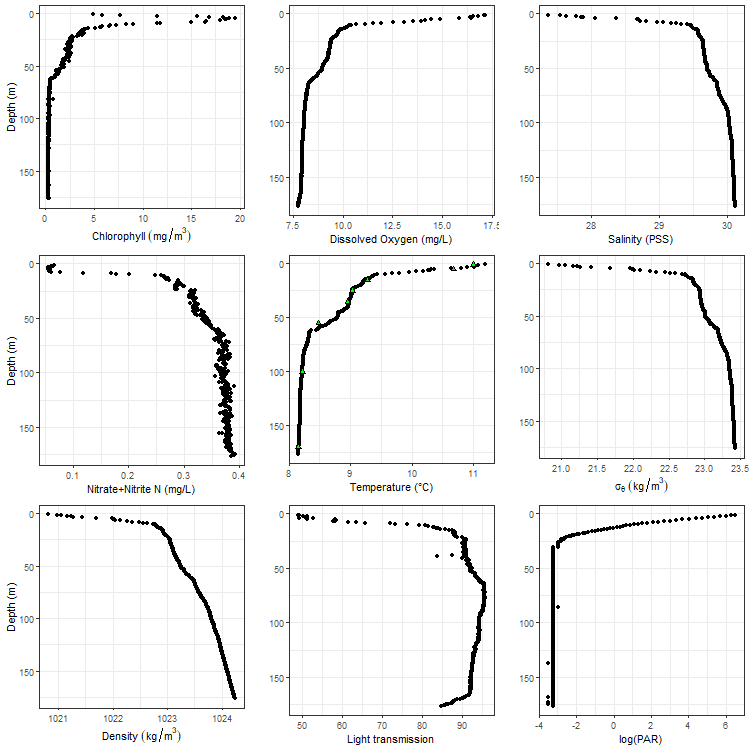 0
50
100
150
Depth (m)
0 5 10 15 20
Chlorophyll (mg/m³)
0
50
100
150
7.5 10.0 12.5 15.0 17.5
Dissolved Oxygen (mg/L)
0
50
100
150
28 29 30
Salinity (PSS)
0
50
100
150
Depth (m)
0.1 0.2 0.3 0.4
Nitrate+Nitrite N (mg/L)
0
50
100
150
8 9 10 11
Temperature (°C)
0
50
100
150
21.0 21.5 22.0 22.5 23.0 23.5
σθ (kg/m³)
0
50
100
150
Depth (m)
1021 1022 1023 1024
Density (kg/m³)
0
50
100
150
50 60 70 80 90
Light transmission
0
50
100
150
-4 -2 0 2 4 6
log(PAR)